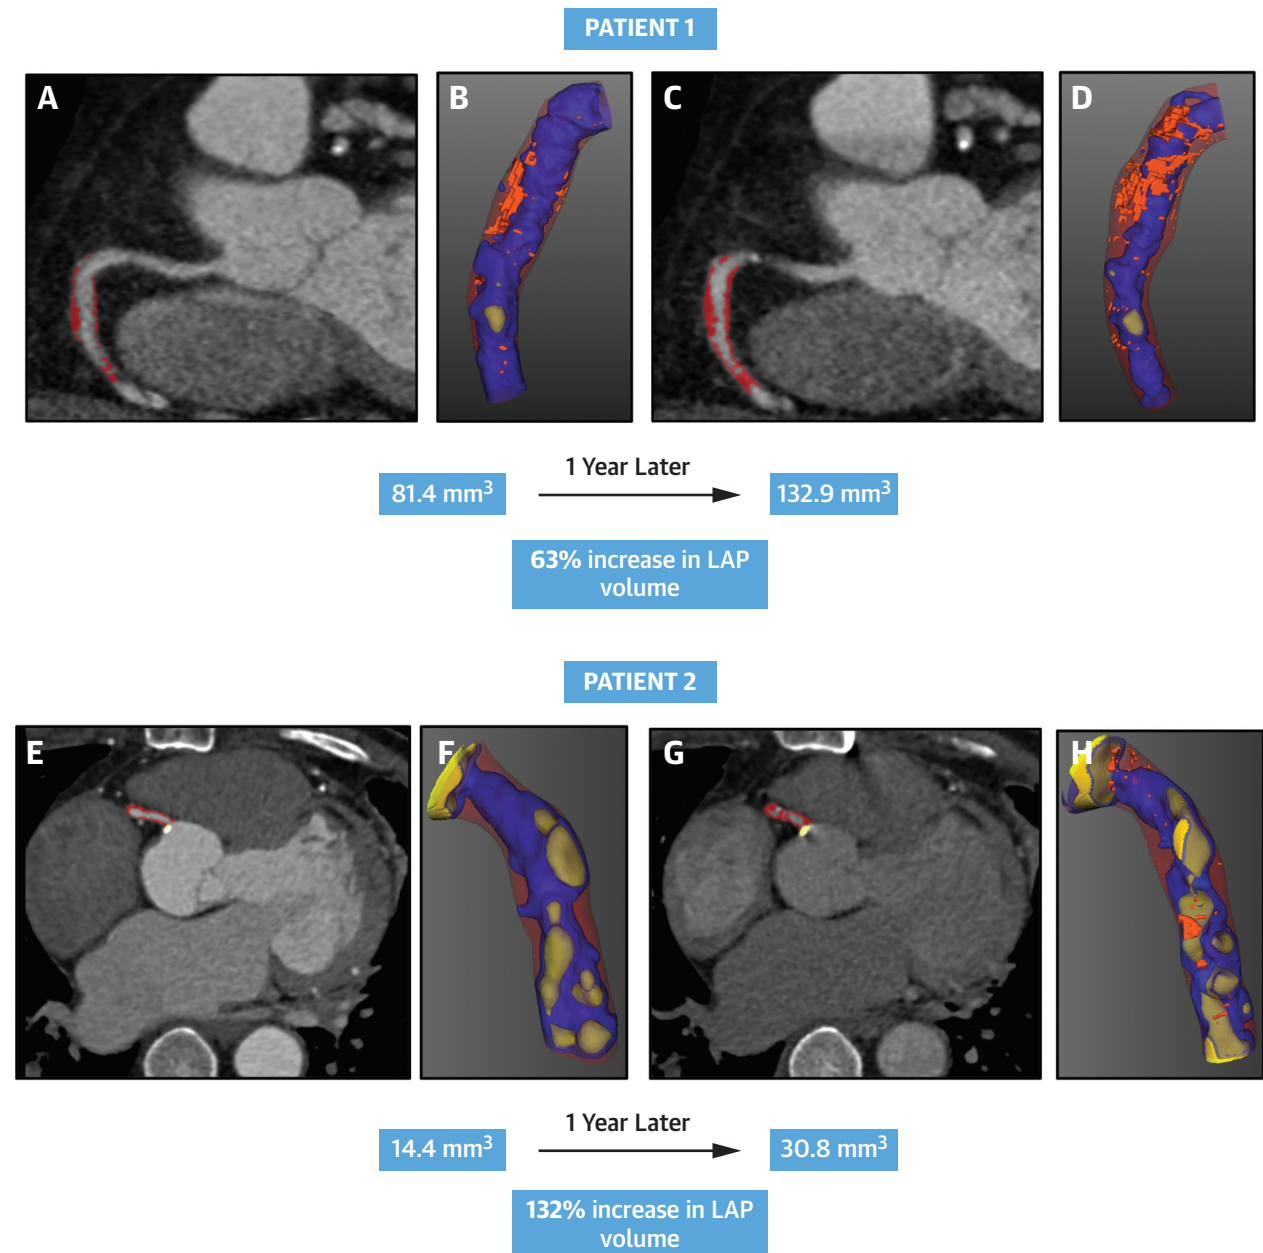 PATIENT 1
A
B
C
D
1 Year Later
81.4 mm³
132.9 mm³
63% increase in LAP
volume
PATIENT 2
E
F
G
H
1 Year Later
14.4 mm³
30.8 mm³
132% increase in LAP
volume